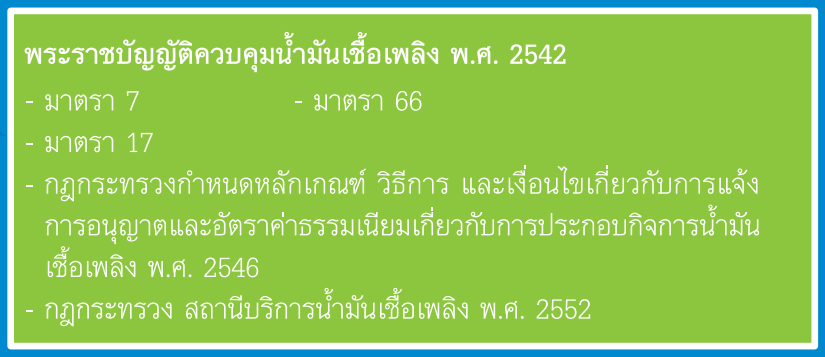 พระราชบัญญัติควบคุมน้ำมันเชื้อเพลิง พ.ศ. 2542
- มาตรา 7 - มาตรา 66
- มาตรา 17
- กฎกระทรวงกำหนดหลักเกณฑ์ วิธีการ และเงื่อนไขเกี่ยวกับการแจ้ง
การอนุญาตและอัตราค่าธรรมเนียมเกี่ยวกับการประกอบกิจการน้ำมัน
เชื้อเพลิง พ.ศ. 2546
- กฎกระทรวง สถานีบริการน้ำมันเชื้อเพลิง พ.ศ. 2552